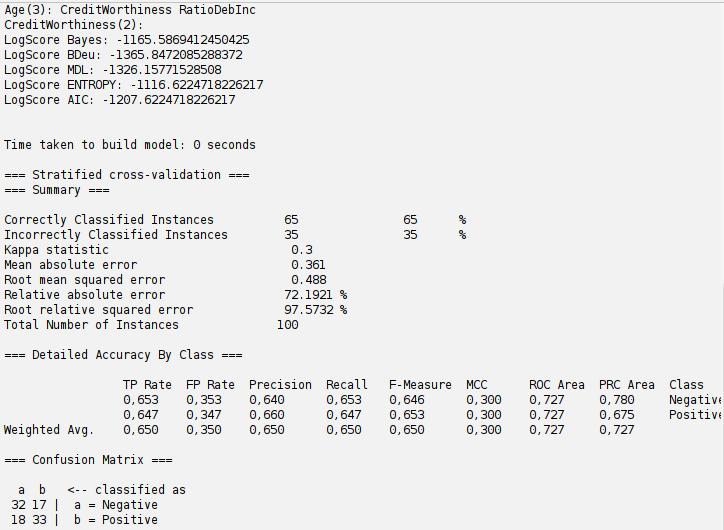 Age(3): CreditWorthiness RatioDebInc
CreditWorthiness(2):
LogScore Bayes: -1165.5869412450425
LogScore BDeu: -1365.8472085288372
LogScore MDL: -1326.15771528508
LogScore ENTROPY: -1116.6224718226217
LogScore AIC: -1207.6224718226217
Time taken to build model: 0 seconds
=== Stratified cross-validation ===
=== Summary ===
Correctly Classified Instances 65 65 %
Incorrectly Classified Instances 35 35 %
Kappa statistic 0.3
Mean absolute error 0.361
Root mean squared error 0.488
Relative absolute error 72.1921 %
Root relative squared error 97.5732 %
Total Number of Instances 100
=== Detailed Accuracy By Class ===
TP Rate FP Rate Precision Recall F-Measure MCC ROC Area PRC Area Class
0,653 0,353 0,640 0,653 0,646 0,300 0,727 0,780 Negative
0,647 0,347 0,660 0,647 0,653 0,300 0,727 0,675 Positive
Weighted Avg. 0,650 0,350 0,650 0,650 0,650 0,300 0,727 0,727
=== Confusion Matrix ===
a b <-- classified as
32 17 | a = Negative
18 33 | b = Positive